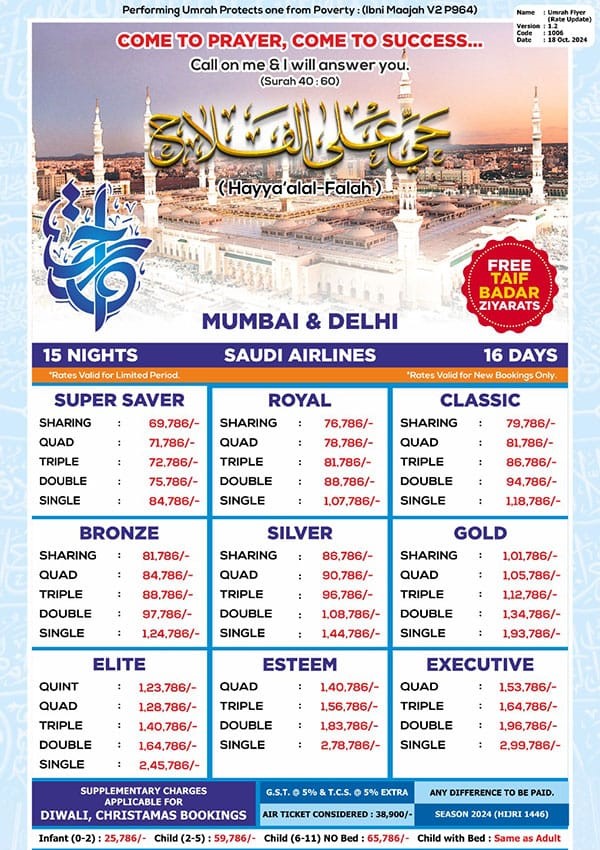 Performing Umrah Protects one from Poverty : (Ibni Maajah V2 P964)
Name : Umrah Flyer
(Rate Update)
Version : 1.2
Code : 1006
Date : 18 Oct. 2024
COME TO PRAYER, COME TO SUCCESS...
Call on me & I will answer you.
(Surah 40 : 60)
حي على الفلاح
( Hayya'alal-Falah )
FREE
TAIF
BADAR
ZIYARATS
MUMBAI & DELHI
15 NIGHTS SAUDI AIRLINES 16 DAYS
*Rates Valid for Limited Period. *Rates Valid for New Bookings Only.
SUPER SAVER
SHARING : 69,786/-
QUAD : 71,786/-
TRIPLE : 72,786/-
DOUBLE : 75,786/-
SINGLE : 84,786/-
ROYAL
SHARING : 76,786/-
QUAD : 78,786/-
TRIPLE : 81,786/-
DOUBLE : 88,786/-
SINGLE : 1,07,786/-
CLASSIC
SHARING : 79,786/-
QUAD : 81,786/-
TRIPLE : 86,786/-
DOUBLE : 94,786/-
SINGLE : 1,18,786/-
BRONZE
SHARING : 81,786/-
QUAD : 84,786/-
TRIPLE : 88,786/-
DOUBLE : 97,786/-
SINGLE : 1,24,786/-
SILVER
SHARING : 86,786/-
QUAD : 90,786/-
TRIPLE : 96,786/-
DOUBLE : 1,08,786/-
SINGLE : 1,44,786/-
GOLD
SHARING : 1,01,786/-
QUAD : 1,05,786/-
TRIPLE : 1,12,786/-
DOUBLE : 1,34,786/-
SINGLE : 1,93,786/-
ELITE
QUINT : 1,23,786/-
QUAD : 1,28,786/-
TRIPLE : 1,40,786/-
DOUBLE : 1,64,786/-
SINGLE : 2,45,786/-
ESTEEM
QUAD : 1,40,786/-
TRIPLE : 1,56,786/-
DOUBLE : 1,83,786/-
SINGLE : 2,78,786/-
EXECUTIVE
QUAD : 1,53,786/-
TRIPLE : 1,64,786/-
DOUBLE : 1,96,786/-
SINGLE : 2,99,786/-
SUPPLEMENTARY CHARGES
APPLICABLE FOR
DIWALI, CHRISTAMAS BOOKINGS
G.S.T. @ 5% & T.C.S. @ 5% EXTRA
AIR TICKET CONSIDERED : 38,900/-
ANY DIFFERENCE TO BE PAID.
SEASON 2024 (HIJRI 1446)
Infant (0-2) : 25,786/- Child (2-5) : 59,786/- Child (6-11) NO Bed : 65,786/- Child with Bed : Same as Adult